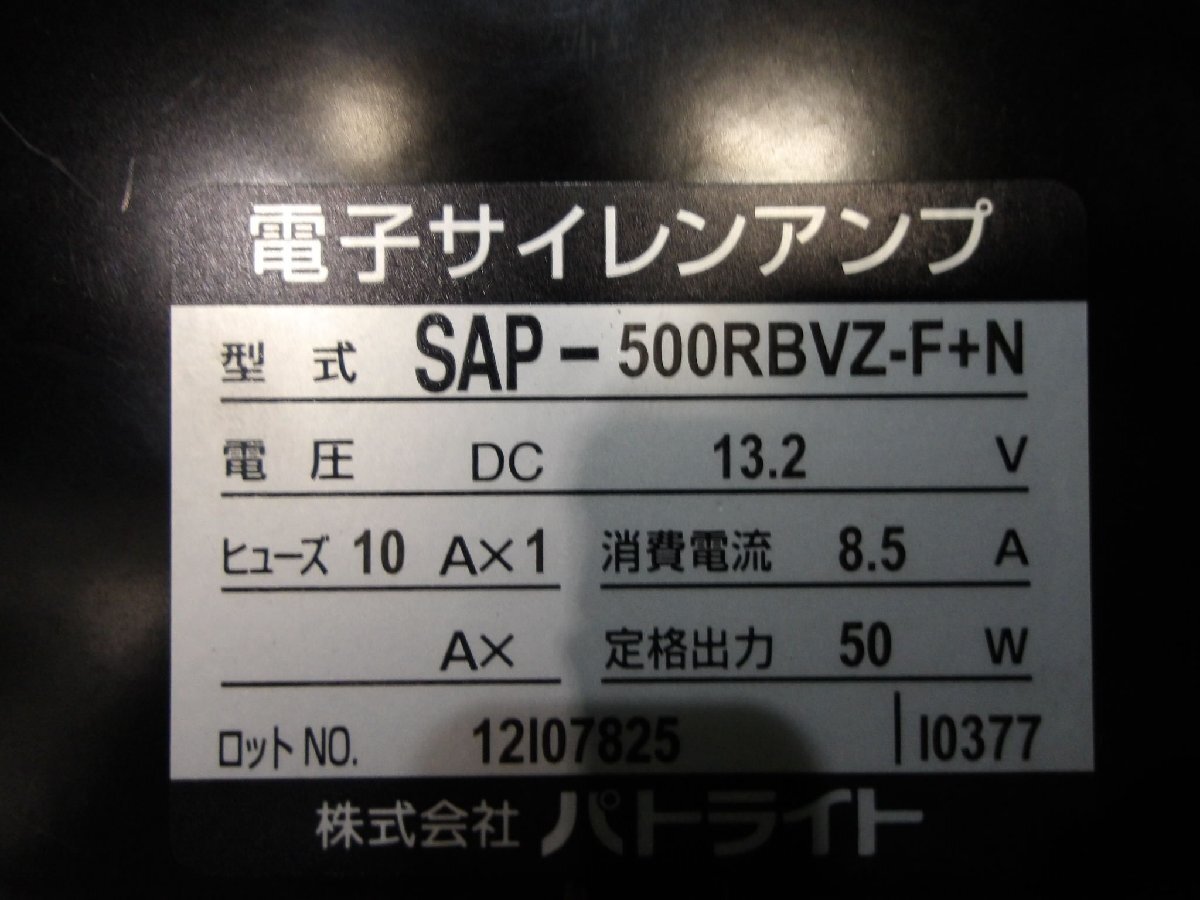 電子サイレンアンプ
型 式 SAP-500RBVZ-F+N
電 圧 DC 13.2 V
ヒューズ 10 A×1 消費電流 8.5 A
A× 定格出力 50 W
ロットNO. 12I07825 I0377
株式会社 パトライト